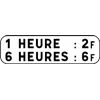 1 HEURE : 2F
6 HEURES : 6F